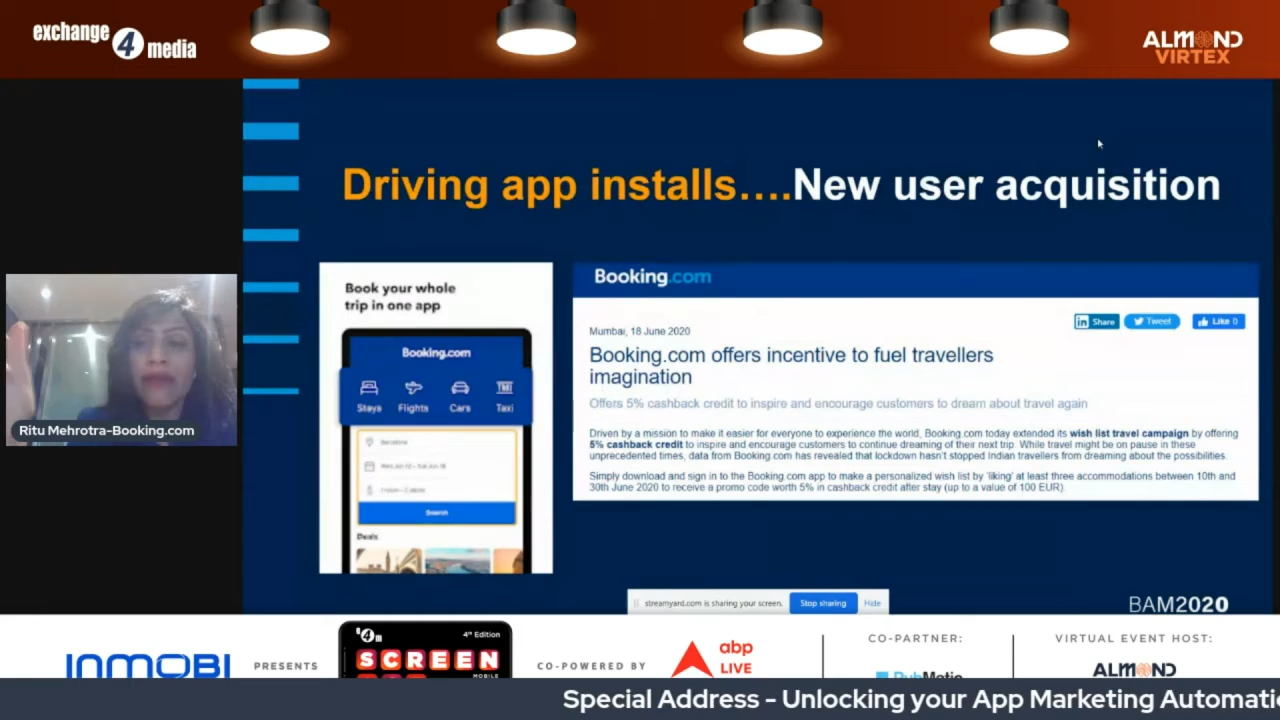 exchange 4 media
ALMOND
VIRTEX
Driving app installs….New user acquisition
Book your whole
trip in one app
Booking.com
Stays Flights Cars Taxi
Barcelona
Search
Deals
Booking.com
Mumbai, 18 June 2020
Share Tweet Like 0
Booking.com offers incentive to fuel travellers
imagination
Offers 5% cashback credit to inspire and encourage customers to dream about travel again
Driven by a mission to make it easier for everyone to experience the world, Booking.com today extended its wish list travel campaign by offering
5% cashback credit to inspire and encourage customers to continue dreaming of their next trip. While travel might be on pause in these
unprecedented times, data from Booking.com has revealed that lockdown hasn't stopped Indian travellers from dreaming about the possibilities.
Simply download and sign in to the Booking.com app to make a personalized wish list by 'liking' at least three accommodations between 10th and
30th June 2020 to receive a promo code worth 5% in cashback credit after stay (up to a value of 100 EUR).
Ritu Mehrotra-Booking.com
streamyard.com is sharing your screen. Stop sharing Hide
BAM2020
INMOBI
PRESENTS
e4m
4th Edition
SCREEN
MOBILE
CO-POWERED BY
abp
LIVE
CO-PARTNER:
PubMatic
VIRTUAL EVENT HOST:
ALMOND
Special Address - Unlocking your App Marketing Automati